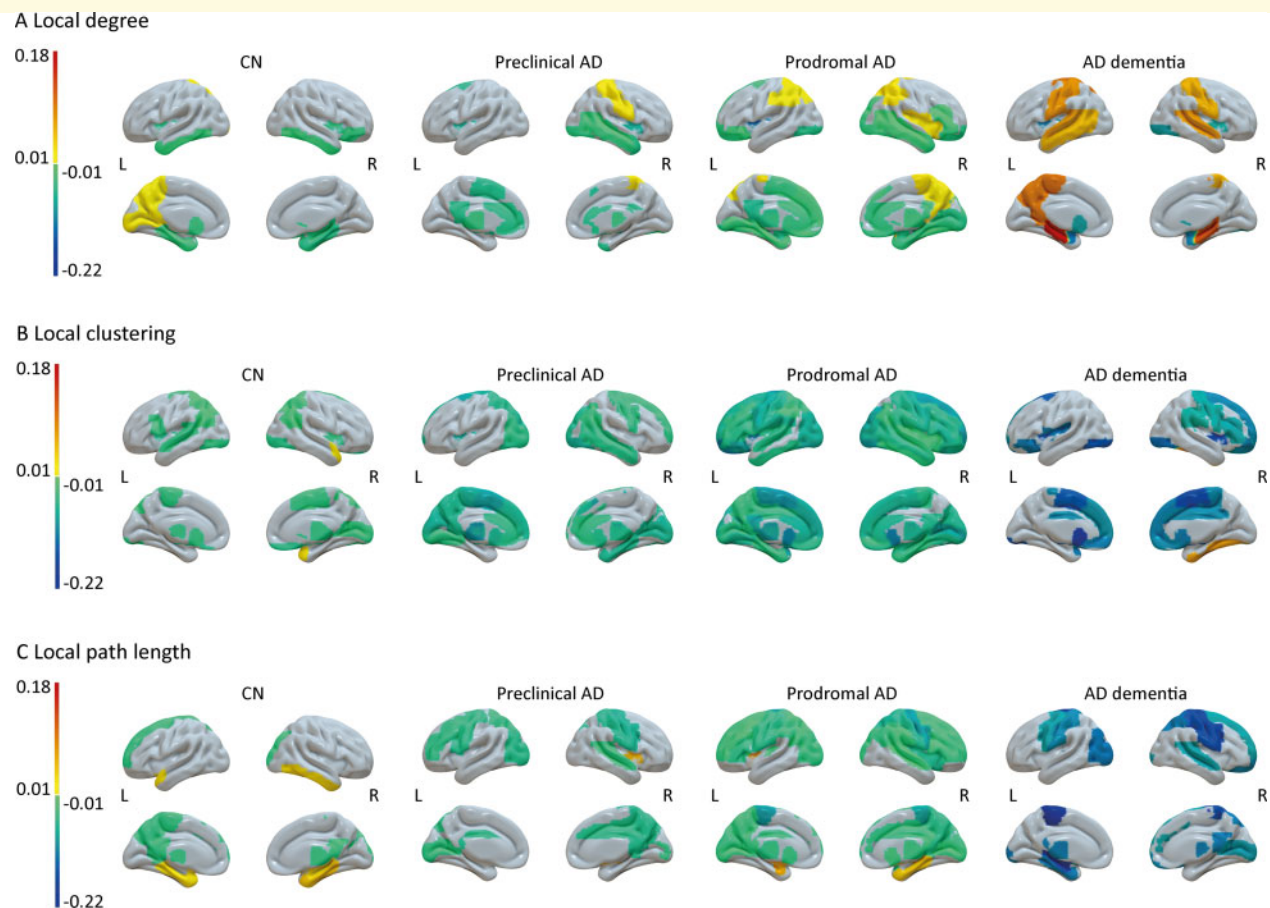 A Local degree
0.18
CN
Preclinical AD
Prodromal AD
AD dementia
0.01
-0.01
L R L R L R L R
-0.22
B Local clustering
0.18
CN
Preclinical AD
Prodromal AD
AD dementia
0.01
-0.01
L R L R L R L R
-0.22
C Local path length
0.18
CN
Preclinical AD
Prodromal AD
AD dementia
0.01
-0.01
L R L R L R L R
-0.22